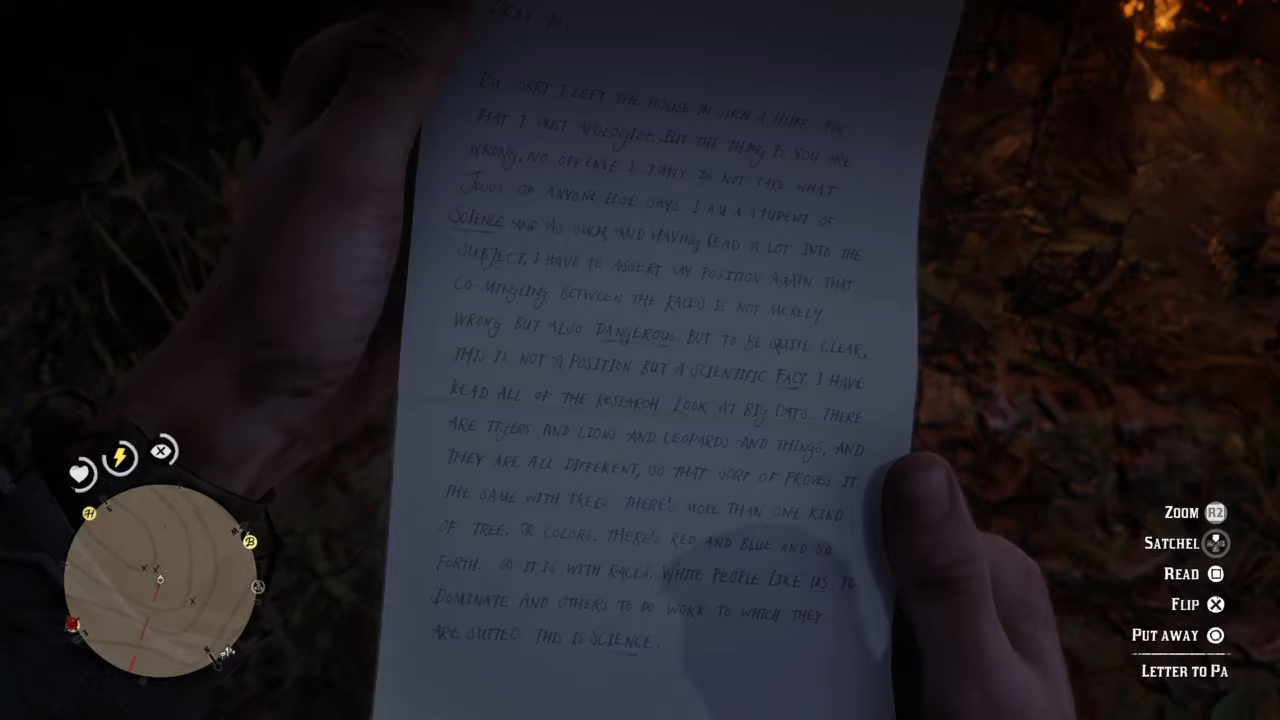 Dear Pa,
I'm sorry I left the house in such a huff. For
that I must apologize. But the thing is you are
wrong. No offense. I simply do not care what
Jesus or anyone else says. I am a student of
science and as such, and having read a lot into the
subject, I have to assert my position again that
co-mingling between the races is not merely
wrong but also dangerous. But to be quite clear,
this is not a position but a scientific fact. I have
read all of the research. Look at big cats. There
are tigers and lions and leopards and things, and
they are all different, so that sort of proves it.
The same with trees. There's more than one kind
of tree. Or colors. There's red and blue and so
forth. So it is with races. White people like us to
dominate and others to do work to which they
are suited. This is science.
H
B
ZOOM R2
SATCHEL
READ
FLIP
PUT AWAY
LETTER TO PA